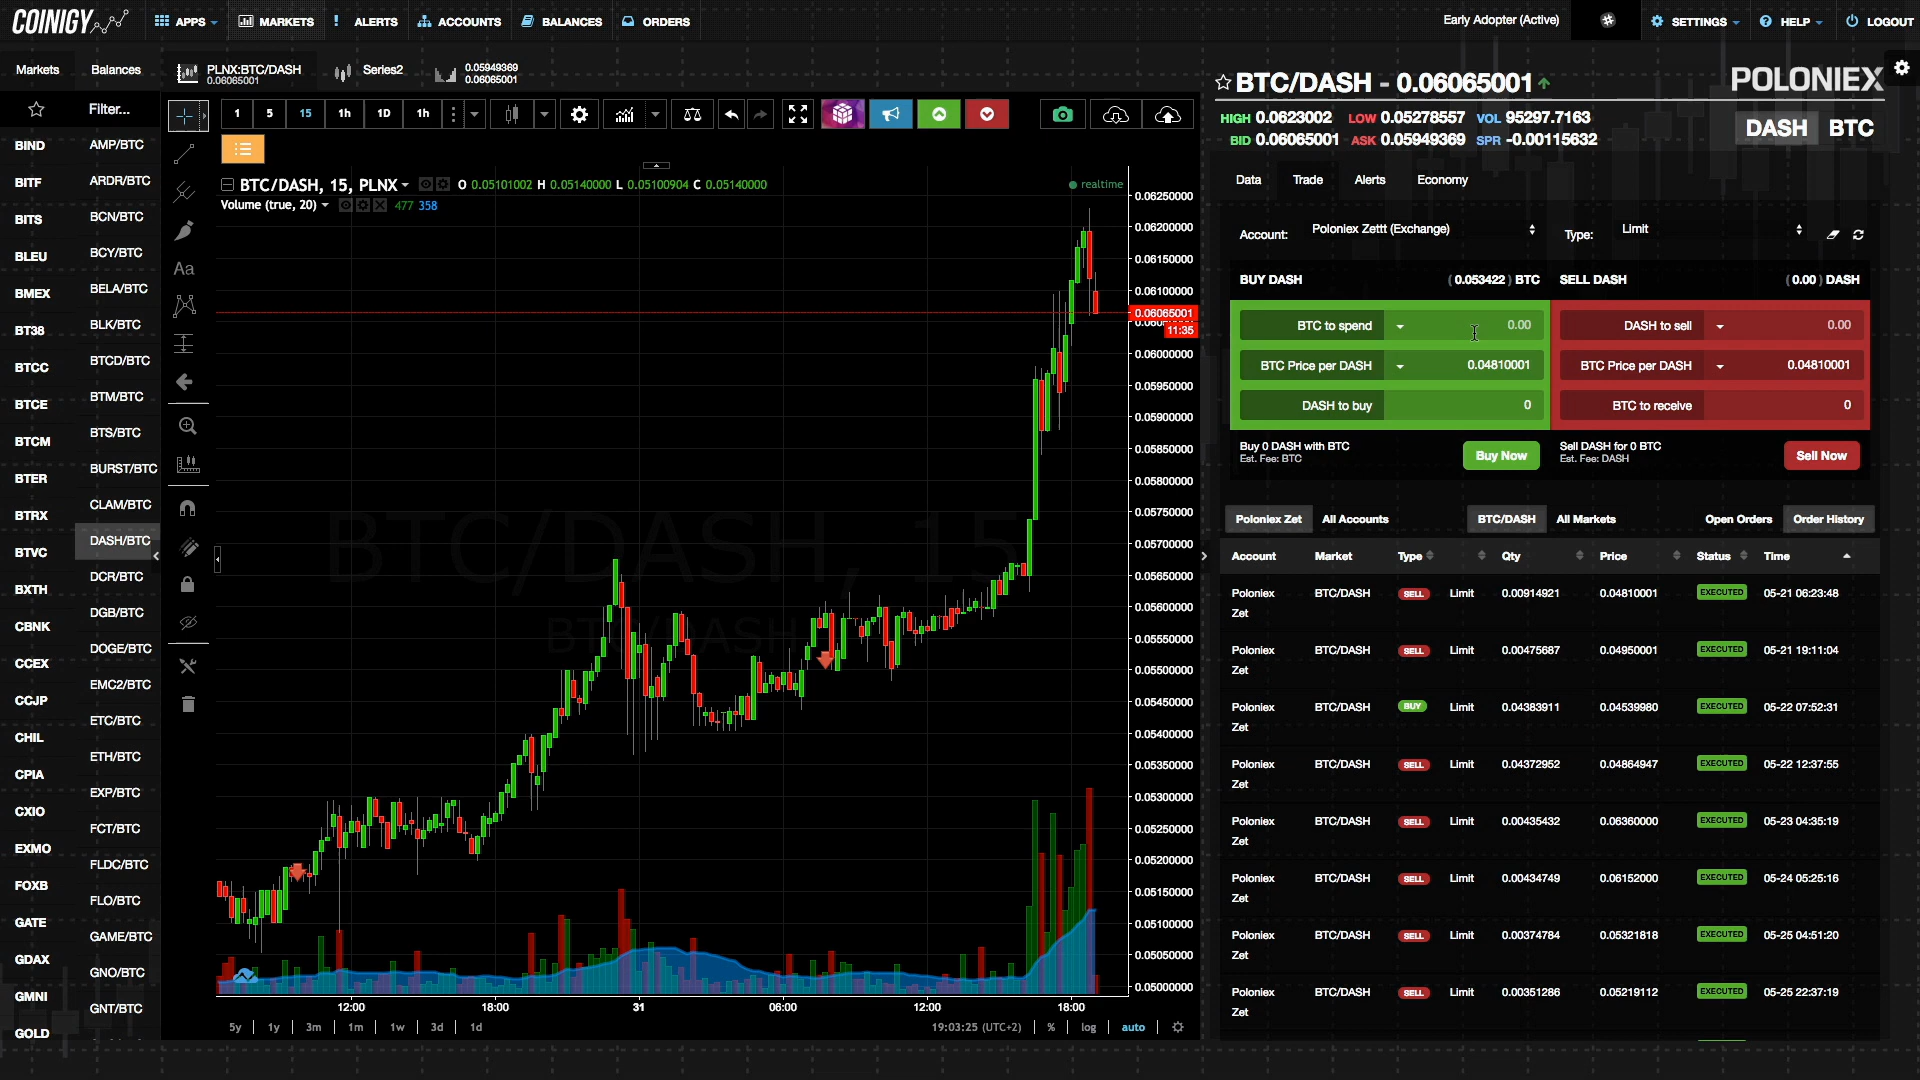 COINIGY APPS MARKETS ! ALERTS ACCOUNTS BALANCES ORDERS Early Adopter (Active) SETTINGS HELP LOGOUT
Markets Balances PLNX:BTC/DASH 0.06065001 Series2 0.05949369 0.06065001
Filter...
BIND
BITF
BITS
BLEU
BMEX
BT38
BTCC
BTCE
BTCM
BTER
BTRX
BTVC
BXTH
CBNK
CCEX
CCJP
CHIL
CPIA
CXIO
EXMO
FOXB
GATE
GDAX
GMNI
GOLD
AMP/BTC
ARDR/BTC
BCN/BTC
BCY/BTC
BELA/BTC
BLK/BTC
BTCD/BTC
BTM/BTC
BTS/BTC
BURST/BTC
CLAM/BTC
DASH/BTC
DCR/BTC
DGB/BTC
DOGE/BTC
EMC2/BTC
ETC/BTC
ETH/BTC
EXP/BTC
FCT/BTC
FLDC/BTC
FLO/BTC
GAME/BTC
GNO/BTC
GNT/BTC
1 5 15 1h 1D 1h
Aa
BTC/DASH, 15, PLNX O 0.05101002 H 0.05140000 L 0.05100904 C 0.05140000 realtime
Volume (true, 20) 477 358
BTC/DASH, 15
BTC/DASH
0.06250000
0.06200000
0.06150000
0.06100000
0.06065001
11:35
0.06000000
0.05950000
0.05900000
0.05850000
0.05800000
0.05750000
0.05700000
0.05650000
0.05600000
0.05550000
0.05500000
0.05450000
0.05400000
0.05350000
0.05300000
0.05250000
0.05200000
0.05150000
0.05100000
0.05050000
0.05000000
12:00 18:00 31 06:00 12:00 18:00
5y 1y 3m 1m 1w 3d 1d 19:03:25 (UTC+2) % log auto
BTC/DASH - 0.06065001 POLONIEX
HIGH 0.0623002 LOW 0.05278557 VOL 95297.7163
BID 0.06065001 ASK 0.05949369 SPR -0.00115632
DASH BTC
Data Trade Alerts Economy
Account: Poloniex Zettt (Exchange) Type: Limit
BUY DASH ( 0.053422 ) BTC SELL DASH ( 0.00 ) DASH
BTC to spend 0.00 DASH to sell 0.00
BTC Price per DASH 0.04810001 BTC Price per DASH 0.04810001
DASH to buy 0 BTC to receive 0
Buy 0 DASH with BTC
Est. Fee: BTC
Buy Now
Sell DASH for 0 BTC
Est. Fee: DASH
Sell Now
Poloniex Zet All Accounts BTC/DASH All Markets Open Orders Order History
Account Market Type Qty Price Status Time
Poloniex Zet BTC/DASH SELL Limit 0.00914921 0.04810001 EXECUTED 05-21 06:23:48
Poloniex Zet BTC/DASH SELL Limit 0.00475687 0.04950001 EXECUTED 05-21 19:11:04
Poloniex Zet BTC/DASH BUY Limit 0.04383911 0.04539980 EXECUTED 05-22 07:52:31
Poloniex Zet BTC/DASH SELL Limit 0.04372952 0.04864947 EXECUTED 05-22 12:37:55
Poloniex Zet BTC/DASH SELL Limit 0.00435432 0.06360000 EXECUTED 05-23 04:35:19
Poloniex Zet BTC/DASH SELL Limit 0.00434749 0.06152000 EXECUTED 05-24 05:25:16
Poloniex Zet BTC/DASH SELL Limit 0.00374784 0.05321818 EXECUTED 05-25 04:51:20
Poloniex Zet BTC/DASH SELL Limit 0.00351286 0.05219112 EXECUTED 05-25 22:37:19